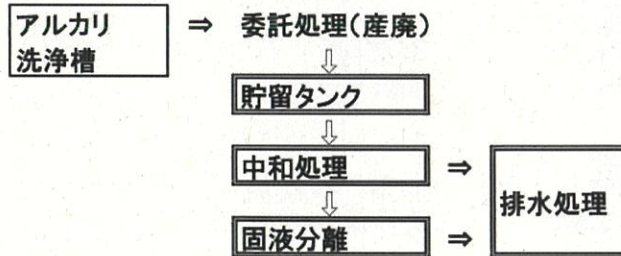 アルカリ
洗浄槽
⇒ 委託処理(産廃)
⇩
貯留タンク
⇩
中和処理 ⇒
⇩
排水処理
固液分離 ⇒